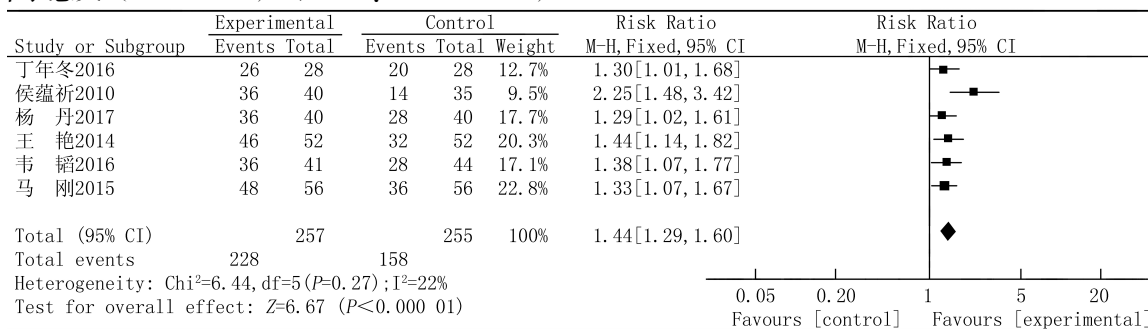 Experimental Control Risk Ratio Risk Ratio
Study or Subgroup Events Total Events Total Weight M-H,Fixed,95% CI M-H,Fixed,95% CI
丁年冬2016 26 28 20 28 12.7% 1.30[1.01,1.68]
侯蕴祈2010 36 40 14 35 9.5% 2.25[1.48,3.42]
杨 丹2017 36 40 28 40 17.7% 1.29[1.02,1.61]
王 艳2014 46 52 32 52 20.3% 1.44[1.14,1.82]
韦 韬2016 36 41 28 44 17.1% 1.38[1.07,1.77]
马 刚2015 48 56 36 56 22.8% 1.33[1.07,1.67]
Total (95% CI) 257 255 100% 1.44[1.29,1.60]
Total events 228 158
Heterogeneity: Chi²=6.44,df=5(P=0.27);I²=22%
Test for overall effect: Z=6.67 (P<0.000 01)
0.05 0.20 1 5 20
Favours [control] Favours [experimental]